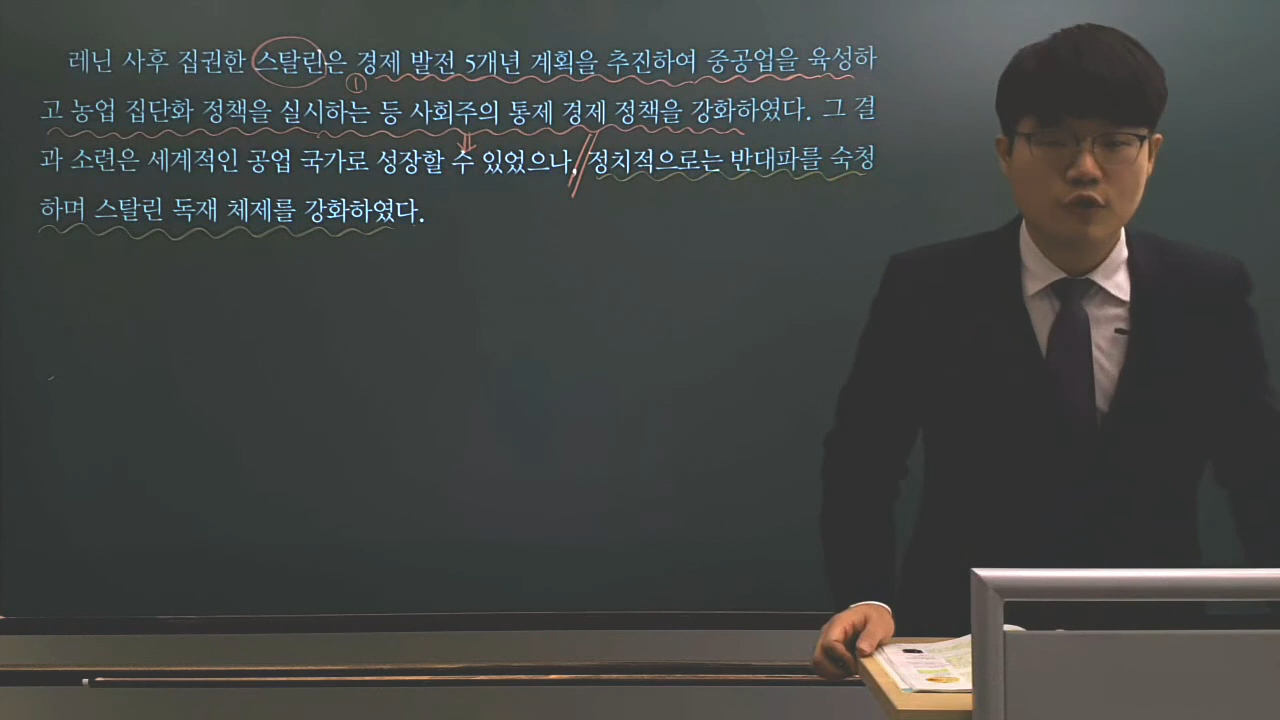 레닌 사후 집권한 스탈린은 경제 발전 5개년 계획을 추진하여 중공업을 육성하
①
고 농업 집단화 정책을 실시하는 등 사회주의 통제 경제 정책을 강화하였다. 그 결
과 소련은 세계적인 공업 국가로 성장할 수 있었으나, 정치적으로는 반대파를 숙청
하며 스탈린 독재 체제를 강화하였다.